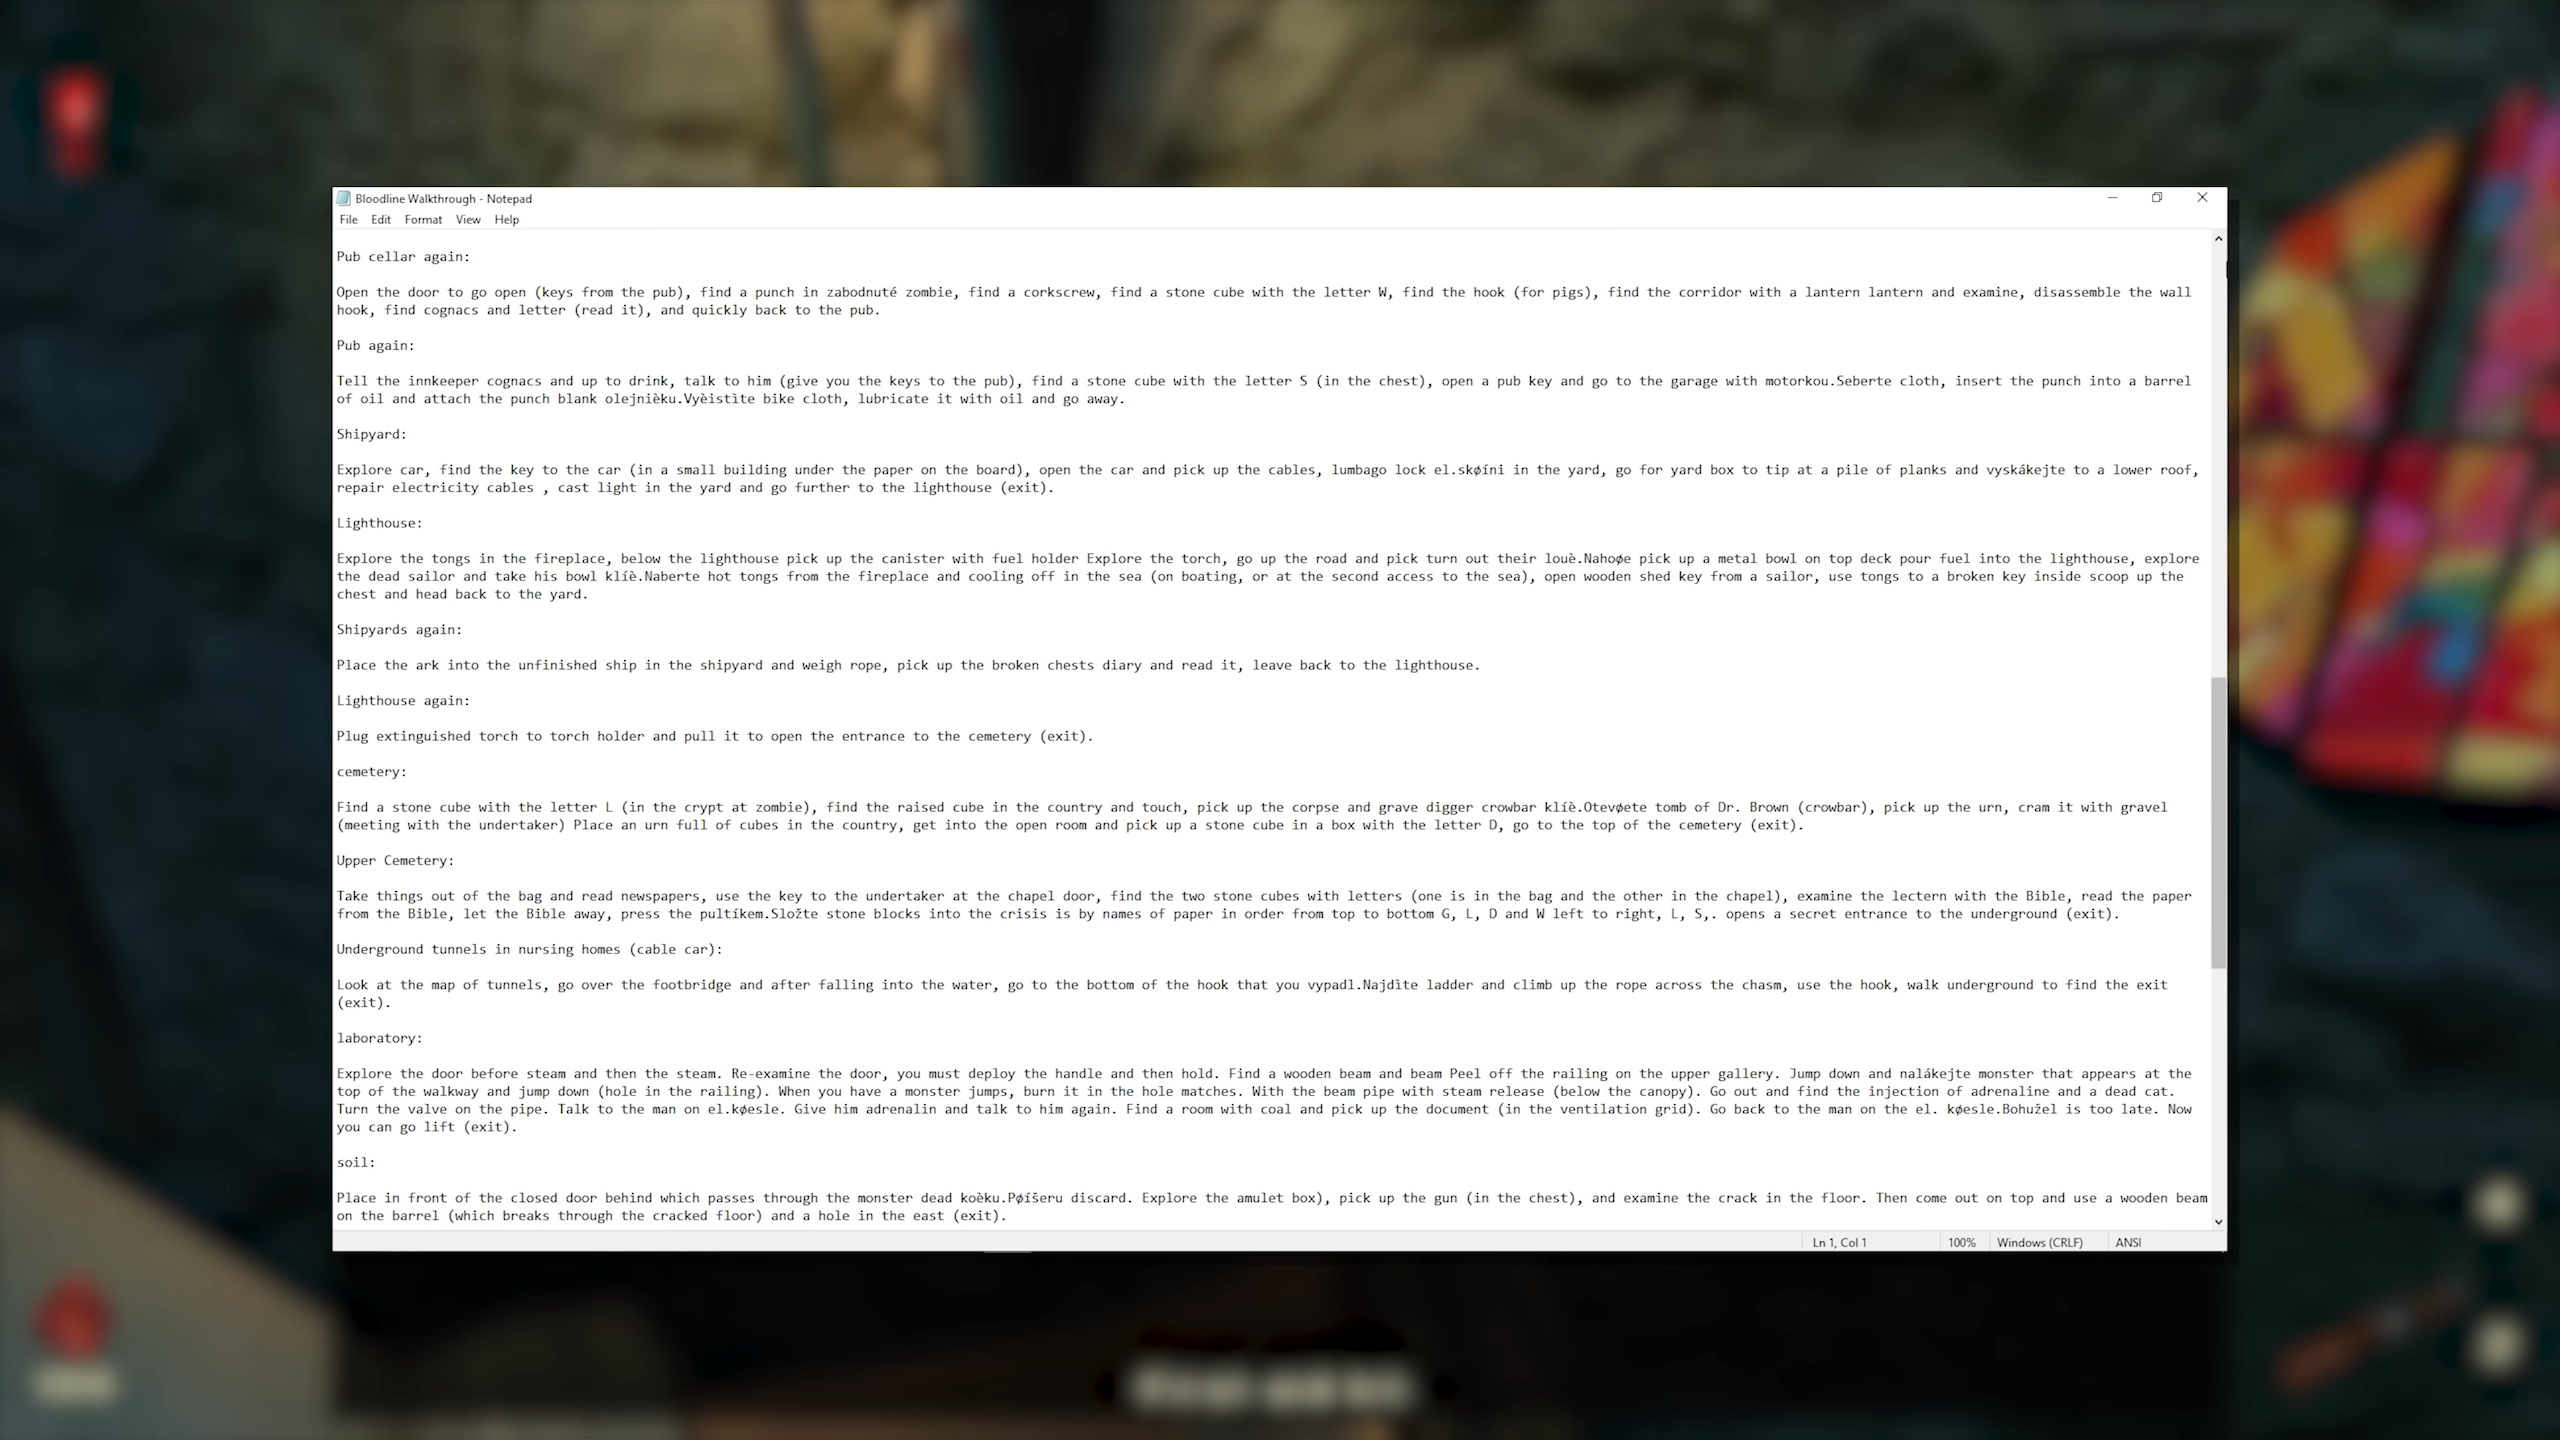 Bloodline Walkthrough - Notepad
File Edit Format View Help
Pub cellar again:
Open the door to go open (keys from the pub), find a punch in zabodnuté zombie, find a corkscrew, find a stone cube with the letter W, find the hook (for pigs), find the corridor with a lantern lantern and examine, disassemble the wall
hook, find cognacs and letter (read it), and quickly back to the pub.
Pub again:
Tell the innkeeper cognacs and up to drink, talk to him (give you the keys to the pub), find a stone cube with the letter S (in the chest), open a pub key and go to the garage with motorkou.Seberte cloth, insert the punch into a barrel
of oil and attach the punch blank olejnièku.Vyèistìte bike cloth, lubricate it with oil and go away.
Shipyard:
Explore car, find the key to the car (in a small building under the paper on the board), open the car and pick up the cables, lumbago lock el.skøíni in the yard, go for yard box to tip at a pile of planks and vyskákejte to a lower roof,
repair electricity cables , cast light in the yard and go further to the lighthouse (exit).
Lighthouse:
Explore the tongs in the fireplace, below the lighthouse pick up the canister with fuel holder Explore the torch, go up the road and pick turn out their louè.Nahoøe pick up a metal bowl on top deck pour fuel into the lighthouse, explore
the dead sailor and take his bowl klíè.Naberte hot tongs from the fireplace and cooling off in the sea (on boating, or at the second access to the sea), open wooden shed key from a sailor, use tongs to a broken key inside scoop up the
chest and head back to the yard.
Shipyards again:
Place the ark into the unfinished ship in the shipyard and weigh rope, pick up the broken chests diary and read it, leave back to the lighthouse.
Lighthouse again:
Plug extinguished torch to torch holder and pull it to open the entrance to the cemetery (exit).
cemetery:
Find a stone cube with the letter L (in the crypt at zombie), find the raised cube in the country and touch, pick up the corpse and grave digger crowbar klíè.Otevøete tomb of Dr. Brown (crowbar), pick up the urn, cram it with gravel
(meeting with the undertaker) Place an urn full of cubes in the country, get into the open room and pick up a stone cube in a box with the letter D, go to the top of the cemetery (exit).
Upper Cemetery:
Take things out of the bag and read newspapers, use the key to the undertaker at the chapel door, find the two stone cubes with letters (one is in the bag and the other in the chapel), examine the lectern with the Bible, read the paper
from the Bible, let the Bible away, press the pultíkem.Složte stone blocks into the crisis is by names of paper in order from top to bottom G, L, D and W left to right, L, S,. opens a secret entrance to the underground (exit).
Underground tunnels in nursing homes (cable car):
Look at the map of tunnels, go over the footbridge and after falling into the water, go to the bottom of the hook that you vypadl.Najdìte ladder and climb up the rope across the chasm, use the hook, walk underground to find the exit
(exit).
laboratory:
Explore the door before steam and then the steam. Re-examine the door, you must deploy the handle and then hold. Find a wooden beam and beam Peel off the railing on the upper gallery. Jump down and nalákejte monster that appears at the
top of the walkway and jump down (hole in the railing). When you have a monster jumps, burn it in the hole matches. With the beam pipe with steam release (below the canopy). Go out and find the injection of adrenaline and a dead cat.
Turn the valve on the pipe. Talk to the man on el.køesle. Give him adrenalin and talk to him again. Find a room with coal and pick up the document (in the ventilation grid). Go back to the man on the el. køesle.Bohužel is too late. Now
you can go lift (exit).
soil:
Place in front of the closed door behind which passes through the monster dead koèku.Pøíšeru discard. Explore the amulet box), pick up the gun (in the chest), and examine the crack in the floor. Then come out on top and use a wooden beam
on the barrel (which breaks through the cracked floor) and a hole in the east (exit).
Ln 1, Col 1 100% Windows (CRLF) ANSI